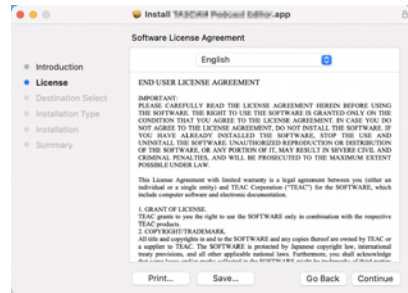 Install TASCAM Podcast Editor.app
Software License Agreement
English
Introduction
License
Destination Select
Installation Type
Installation
Summary
END USER LICENSE AGREEMENT
IMPORTANT:
PLEASE CAREFULLY READ THE LICENSE AGREEMENT HEREIN BEFORE USING
THE SOFTWARE. THE RIGHT TO USE THE SOFTWARE IS GRANTED ONLY ON THE
CONDITION THAT YOU AGREE TO THE LICENSE AGREEMENT. IN CASE YOU DO
NOT AGREE TO THE LICENSE AGREEMENT, DO NOT INSTALL THE SOFTWARE. IF
YOU HAVE ALREADY INSTALLED THE SOFTWARE, STOP THE USE AND
UNINSTALL THE SOFTWARE. UNAUTHORIZED REPRODUCTION OR DISTRIBUTION
OF THE SOFTWARE, OR ANY PORTION OF IT, MAY RESULT IN SEVERE CIVIL AND
CRIMINAL PENALTIES, AND WILL BE PROSECUTED TO THE MAXIMUM EXTENT
POSSIBLE UNDER LAW.
This License Agreement with limited warranty is a legal agreement between you (either an
individual or a single entity) and TEAC Corporation ("TEAC") for the SOFTWARE, which
include computer software and electronic documentation.
1. GRANT OF LICENSE.
TEAC grants to you the right to use the SOFTWARE only in combination with the respective
TEAC products.
2. COPYRIGHT/TRADEMARK.
All title and copyrights in and to the SOFTWARE and any copies thereof are owned by TEAC or
a supplier to TEAC. The SOFTWARE is protected by Japanese copyright law, international
treaty provisions, and all other applicable national laws. Furthermore, you shall acknowledge
Print...
Save...
Go Back
Continue